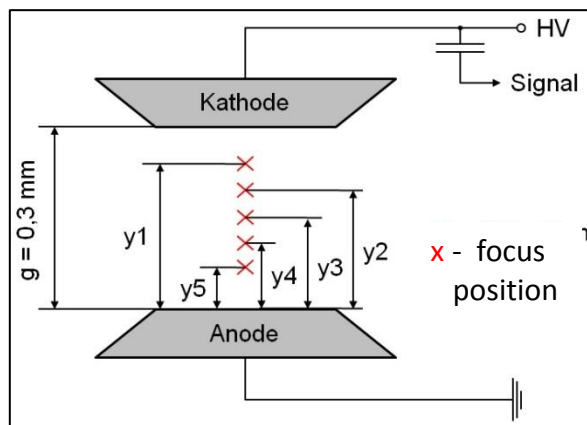 HV
Signal
Kathode
g = 0,3 mm
y1
y2
y3
y4
y5
x - focus
position
Anode